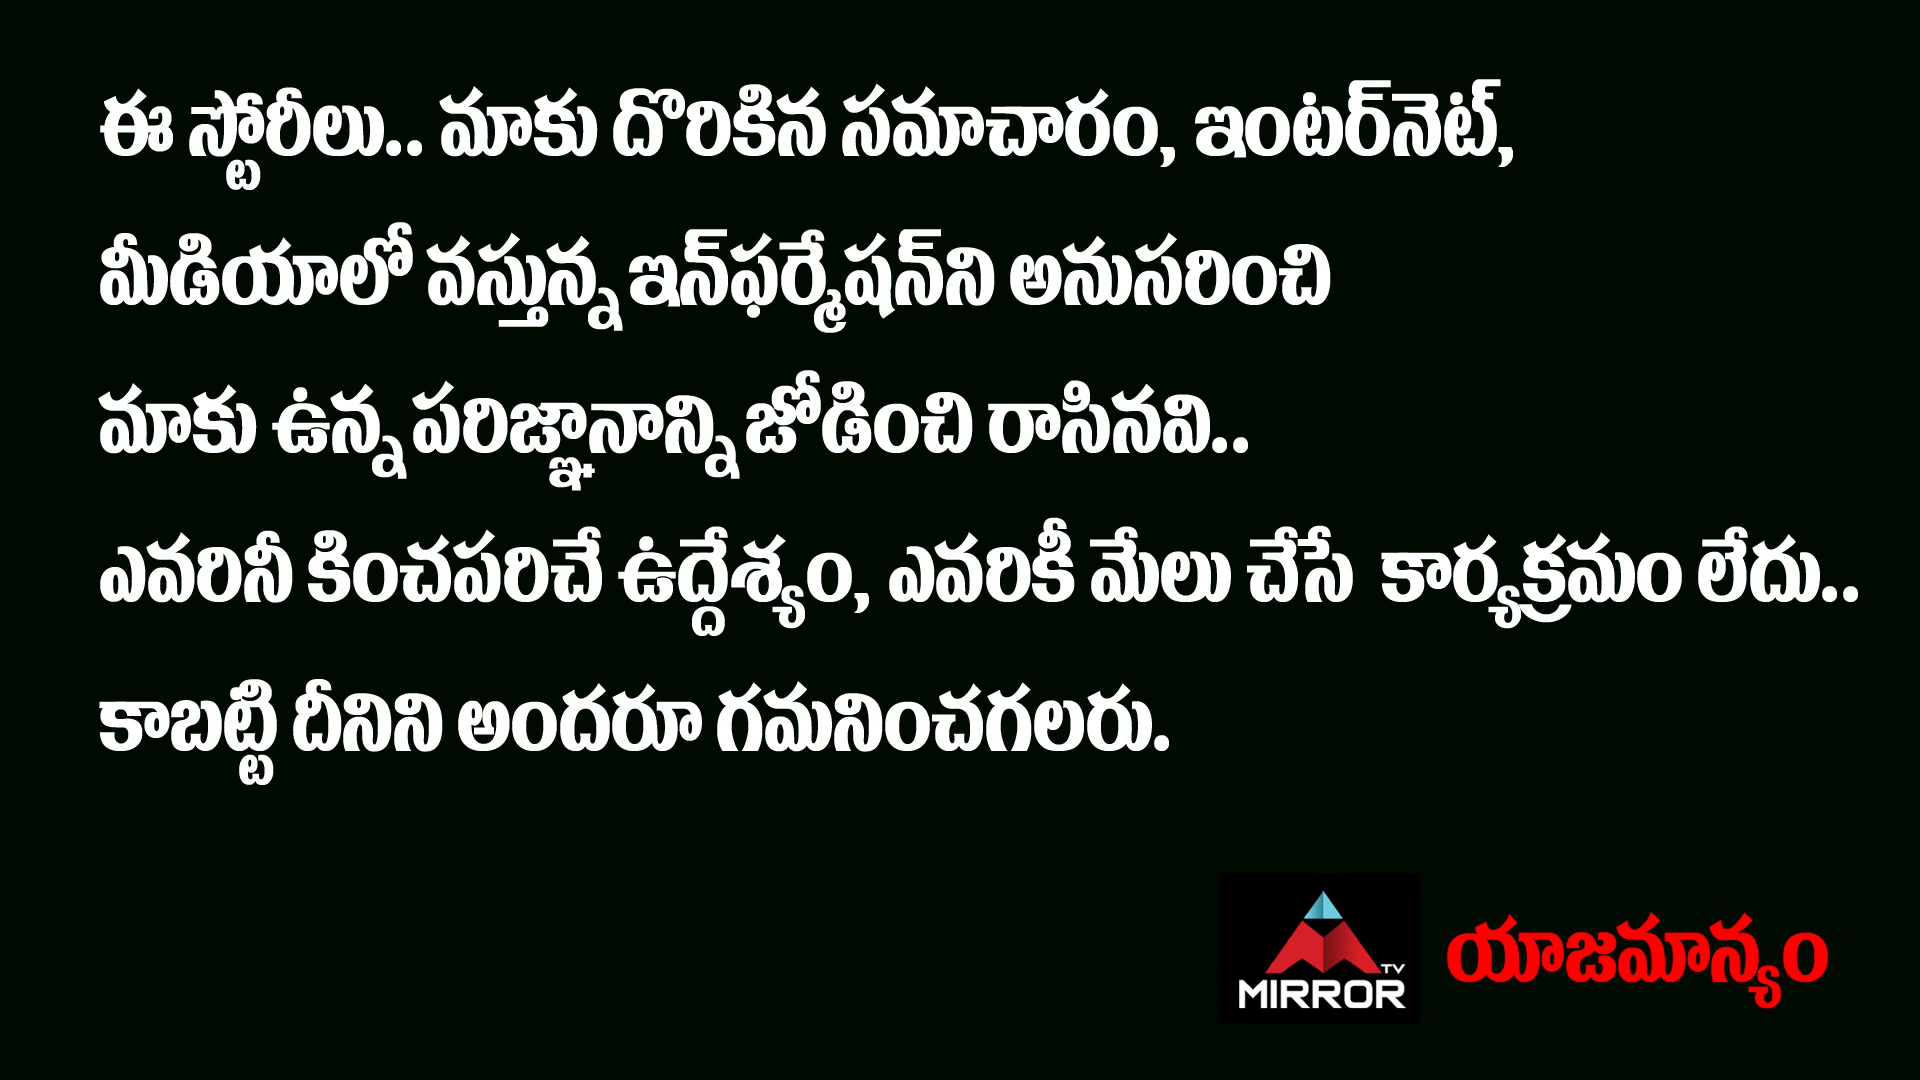 ఈ స్టోరీలు.. మాకు దొరికిన సమాచారం, ఇంటర్‌నెట్,
మీడియాలో వస్తున్న ఇన్‌ఫర్మేషన్‌ని అనుసరించి
మాకు ఉన్న పరిజ్ఞానాన్ని జోడించి రాసినవి..
ఎవరినీ కించపరిచే ఉద్దేశ్యం, ఎవరికీ మేలు చేసే కార్యక్రమం లేదు..
కాబట్టి దీనిని అందరూ గమనించగలరు.
TV
MIRROR
యాజమాన్యం